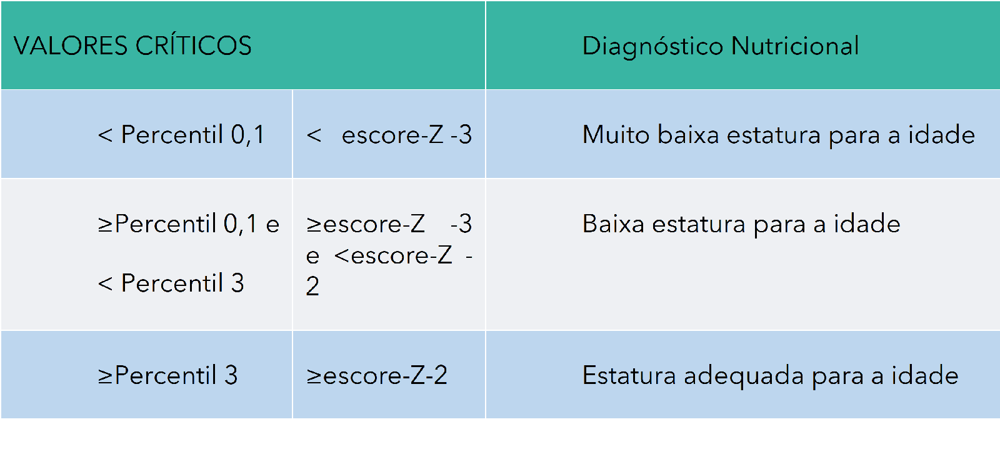 VALORES CRÍTICOS
Diagnóstico Nutricional
< Percentil 0,1
< escore-Z -3
Muito baixa estatura para a idade
≥Percentil 0,1 e
< Percentil 3
≥escore-Z -3
e <escore-Z -
2
Baixa estatura para a idade
≥Percentil 3
≥escore-Z-2
Estatura adequada para a idade